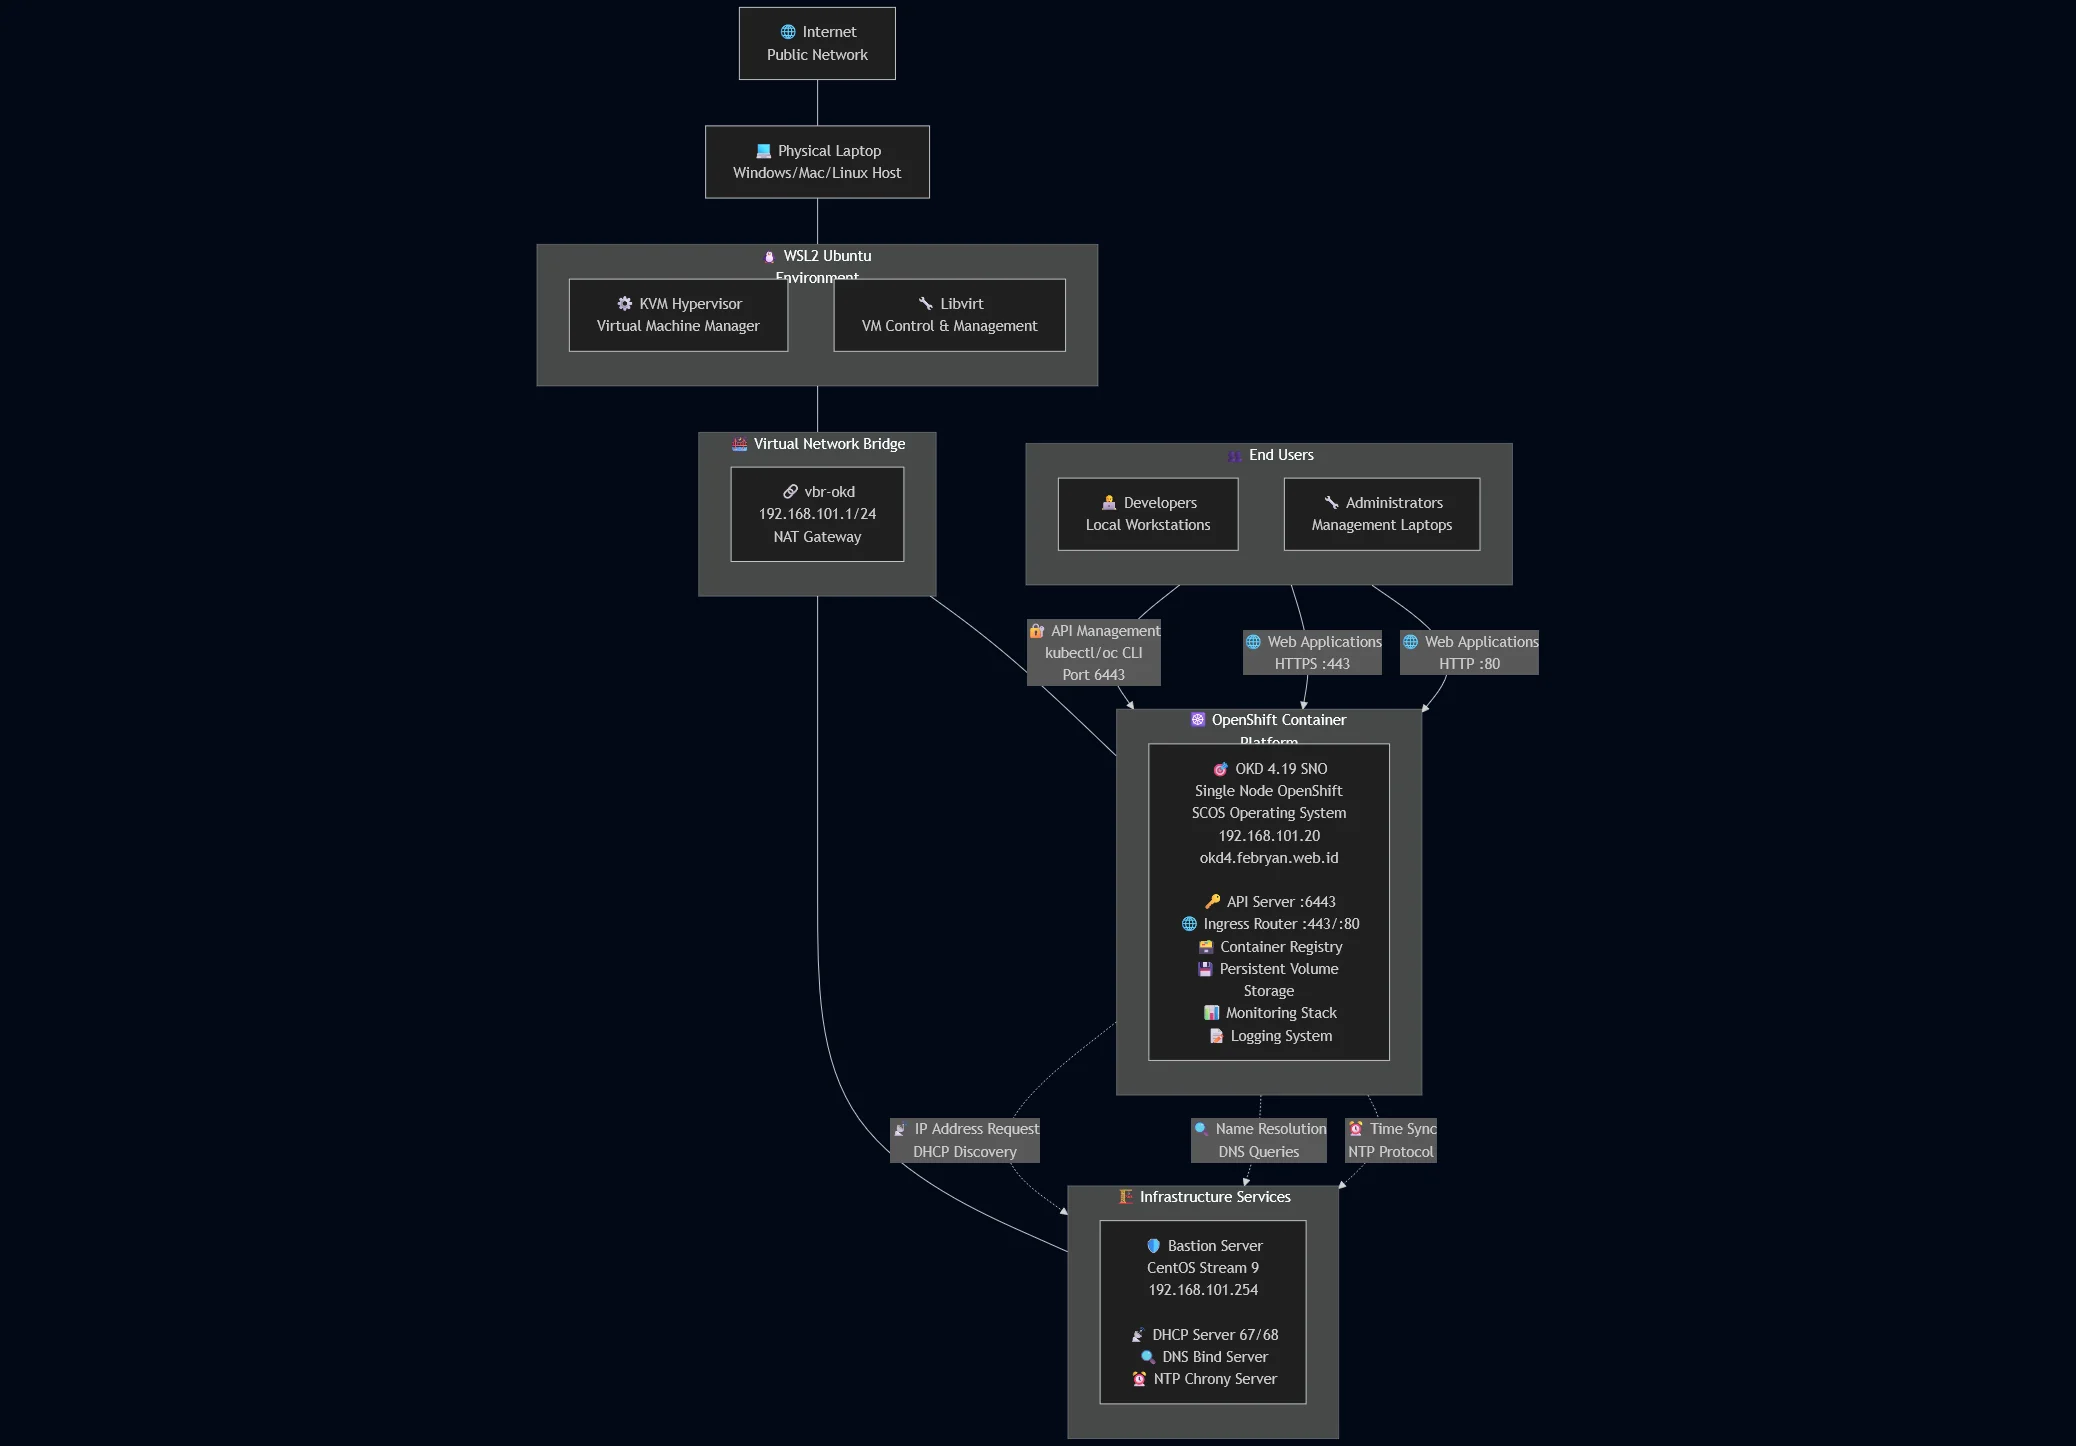 Internet
Public Network
Physical Laptop
Windows/Mac/Linux Host
WSL2 Ubuntu
Environment
KVM Hypervisor
Virtual Machine Manager
Libvirt
VM Control & Management
Virtual Network Bridge
vbr-okd
192.168.101.1/24
NAT Gateway
End Users
Developers
Local Workstations
Administrators
Management Laptops
API Management
kubectl/oc CLI
Port 6443
Web Applications
HTTPS :443
Web Applications
HTTP :80
OpenShift Container
Platform
OKD 4.19 SNO
Single Node OpenShift
SCOS Operating System
192.168.101.20
okd4.febryan.web.id
API Server :6443
Ingress Router :443/:80
Container Registry
Persistent Volume
Storage
Monitoring Stack
Logging System
IP Address Request
DHCP Discovery
Name Resolution
DNS Queries
Time Sync
NTP Protocol
Infrastructure Services
Bastion Server
CentOS Stream 9
192.168.101.254
DHCP Server 67/68
DNS Bind Server
NTP Chrony Server